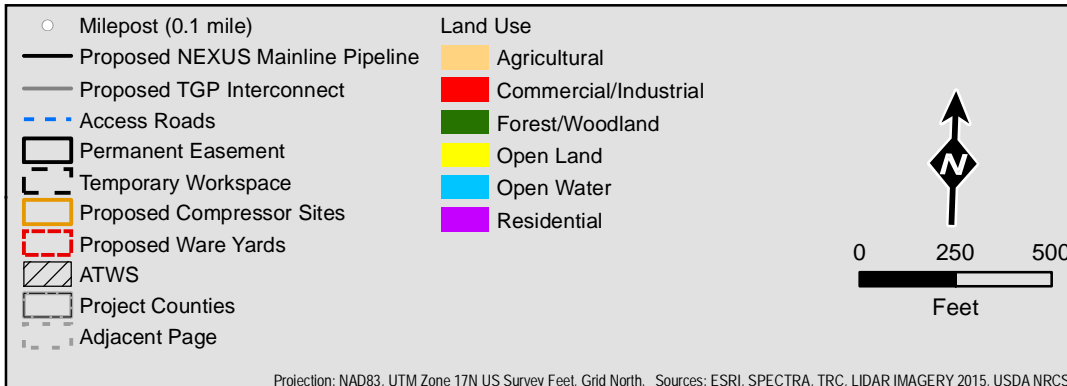 Milepost (0.1 mile)
Proposed NEXUS Mainline Pipeline
Proposed TGP Interconnect
Access Roads
Permanent Easement
Temporary Workspace
Proposed Compressor Sites
Proposed Ware Yards
ATWS
Project Counties
Adjacent Page
Land Use
Agricultural
Commercial/Industrial
Forest/Woodland
Open Land
Open Water
Residential
N
0 250 500
Feet
Projection: NAD83, UTM Zone 17N US Survey Feet, Grid North, Sources: ESRI, SPECTRA, TRC, LIDAR IMAGERY 2015, USDA NRCS